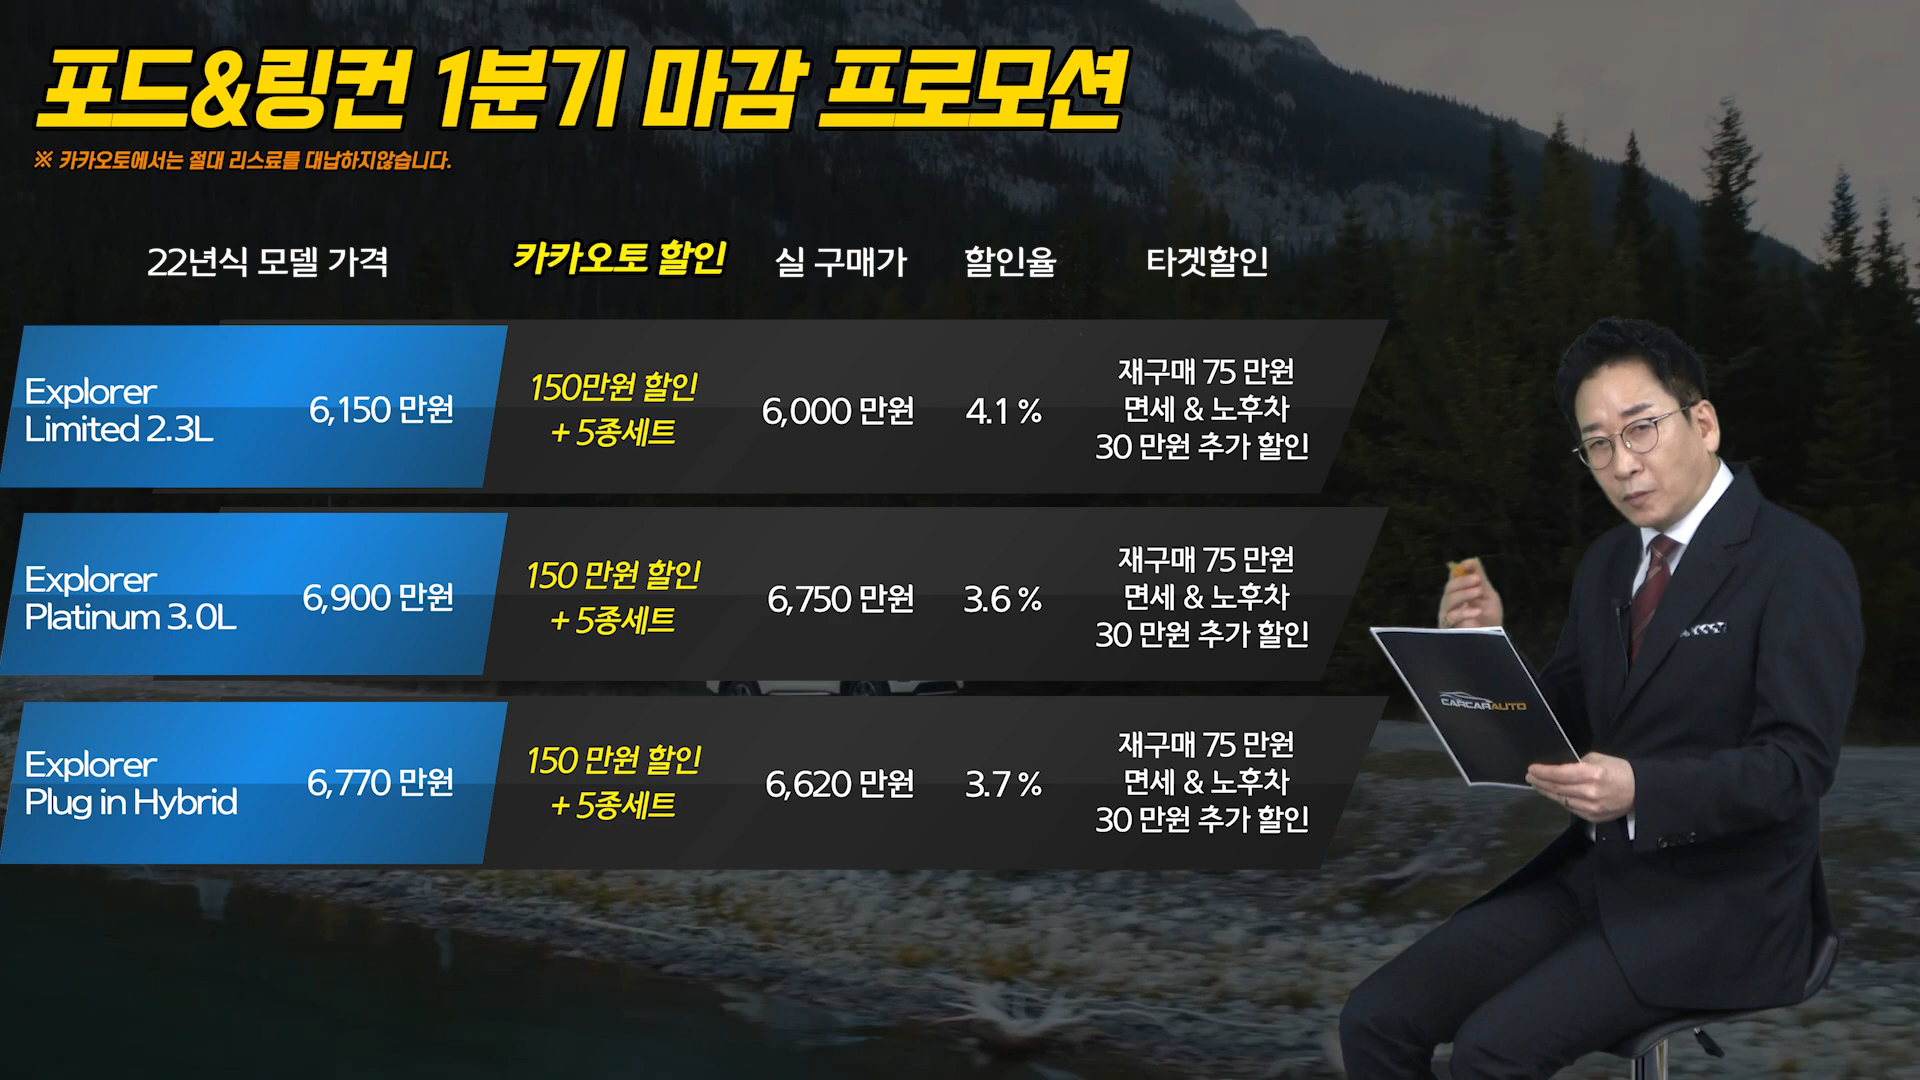 포드&링컨 1분기 마감 프로모션
※ 카카오토에서는 절대 리스료를 대납하지않습니다.
22년식 모델 가격 카카오토 할인 실 구매가 할인율 타겟할인
Explorer
Limited 2.3L
6,150 만원
150만원 할인
+ 5종세트
6,000 만원
4.1 %
재구매 75 만원
면세 & 노후차
30 만원 추가 할인
Explorer
Platinum 3.0L
6,900 만원
150 만원 할인
+ 5종세트
6,750 만원
3.6 %
재구매 75 만원
면세 & 노후차
30 만원 추가 할인
Explorer
Plug in Hybrid
6,770 만원
150 만원 할인
+ 5종세트
6,620 만원
3.7 %
재구매 75 만원
면세 & 노후차
30 만원 추가 할인
CARCARAUTO